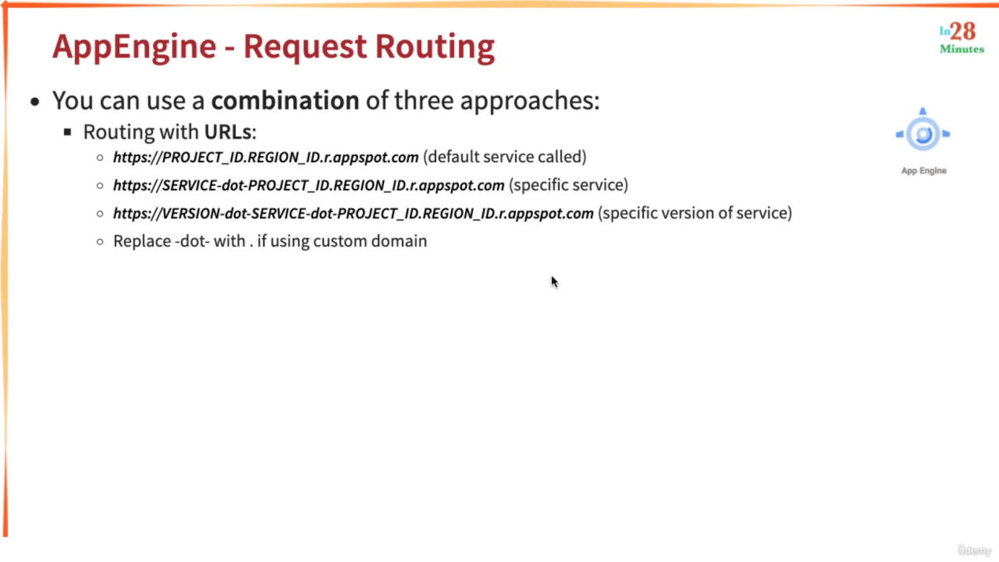 AppEngine - Request Routing
In28
Minutes
• You can use a combination of three approaches:
▪ Routing with URLs:
○ https://PROJECT_ID.REGION_ID.r.appspot.com (default service called)
○ https://SERVICE-dot-PROJECT_ID.REGION_ID.r.appspot.com (specific service)
○ https://VERSION-dot-SERVICE-dot-PROJECT_ID.REGION_ID.r.appspot.com (specific version of service)
○ Replace -dot- with . if using custom domain
App Engine
ûdemy